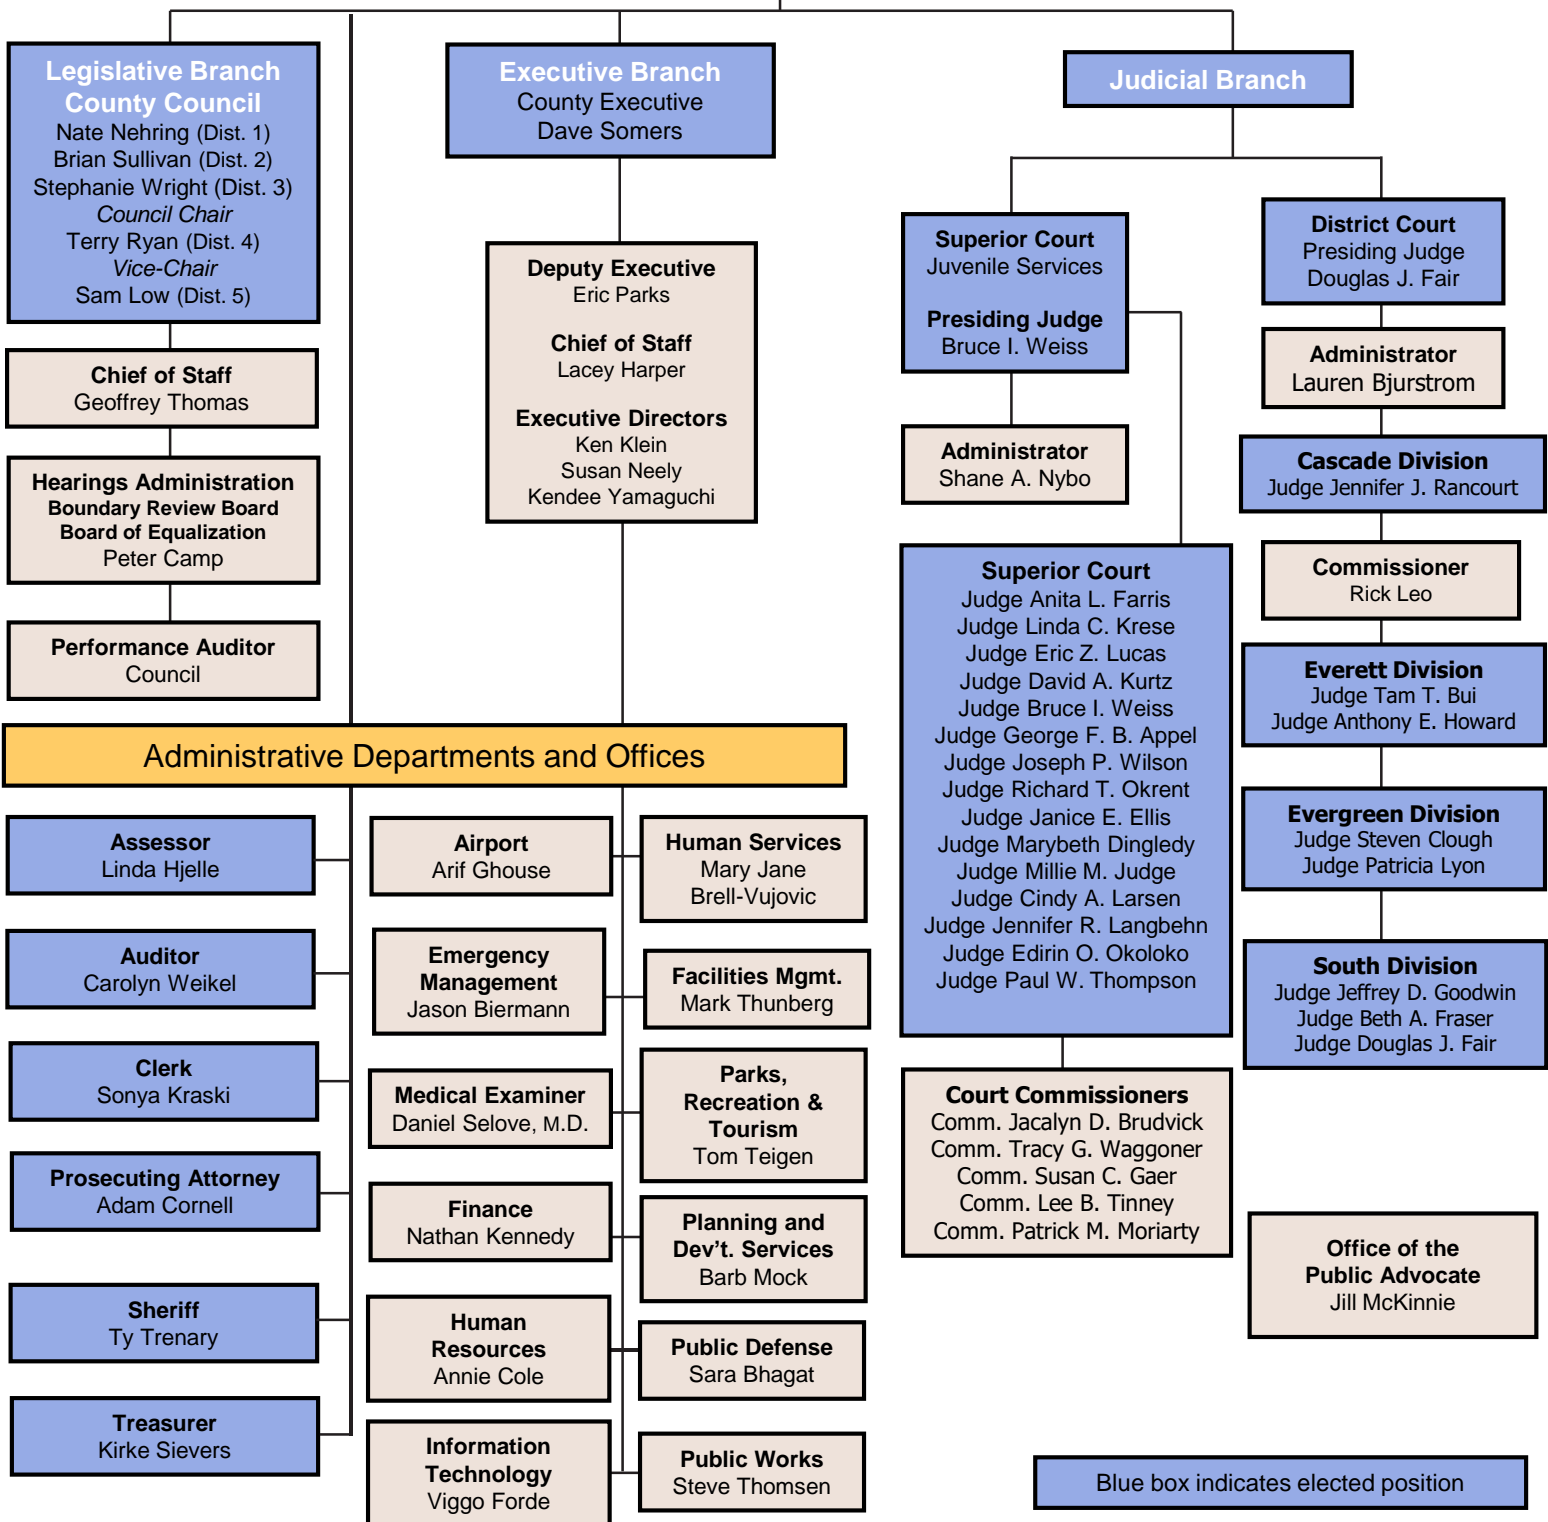 Legislative Branch
County Council
Nate Nehring (Dist. 1)
Brian Sullivan (Dist. 2)
Stephanie Wright (Dist. 3)
Council Chair
Terry Ryan (Dist. 4)
Vice-Chair
Sam Low (Dist. 5)
Chief of Staff
Geoffrey Thomas
Hearings Administration
Boundary Review Board
Board of Equalization
Peter Camp
Performance Auditor
Council
Executive Branch
County Executive
Dave Somers
Deputy Executive
Eric Parks
Chief of Staff
Lacey Harper
Executive Directors
Ken Klein
Susan Neely
Kendee Yamaguchi
Judicial Branch
Superior Court
Juvenile Services
Presiding Judge
Bruce I. Weiss
Administrator
Shane A. Nybo
Superior Court
Judge Anita L. Farris
Judge Linda C. Krese
Judge Eric Z. Lucas
Judge David A. Kurtz
Judge Bruce I. Weiss
Judge George F. B. Appel
Judge Joseph P. Wilson
Judge Richard T. Okrent
Judge Janice E. Ellis
Judge Marybeth Dingledy
Judge Millie M. Judge
Judge Cindy A. Larsen
Judge Jennifer R. Langbehn
Judge Edirin O. Okoloko
Judge Paul W. Thompson
Court Commissioners
Comm. Jacalyn D. Brudvick
Comm. Tracy G. Waggoner
Comm. Susan C. Gaer
Comm. Lee B. Tinney
Comm. Patrick M. Moriarty
District Court
Presiding Judge
Douglas J. Fair
Administrator
Lauren Bjurstrom
Cascade Division
Judge Jennifer J. Rancourt
Commissioner
Rick Leo
Everett Division
Judge Tam T. Bui
Judge Anthony E. Howard
Evergreen Division
Judge Steven Clough
Judge Patricia Lyon
South Division
Judge Jeffrey D. Goodwin
Judge Beth A. Fraser
Judge Douglas J. Fair
Office of the
Public Advocate
Jill McKinnie
Administrative Departments and Offices
Assessor
Linda Hjelle
Auditor
Carolyn Weikel
Clerk
Sonya Kraski
Prosecuting Attorney
Adam Cornell
Sheriff
Ty Trenary
Treasurer
Kirke Sievers
Airport
Arif Ghouse
Emergency
Management
Jason Biermann
Medical Examiner
Daniel Selove, M.D.
Finance
Nathan Kennedy
Human
Resources
Annie Cole
Information
Technology
Viggo Forde
Human Services
Mary Jane
Brell-Vujovic
Facilities Mgmt.
Mark Thunberg
Parks,
Recreation &
Tourism
Tom Teigen
Planning and
Dev’t. Services
Barb Mock
Public Defense
Sara Bhagat
Public Works
Steve Thomsen
Blue box indicates elected position